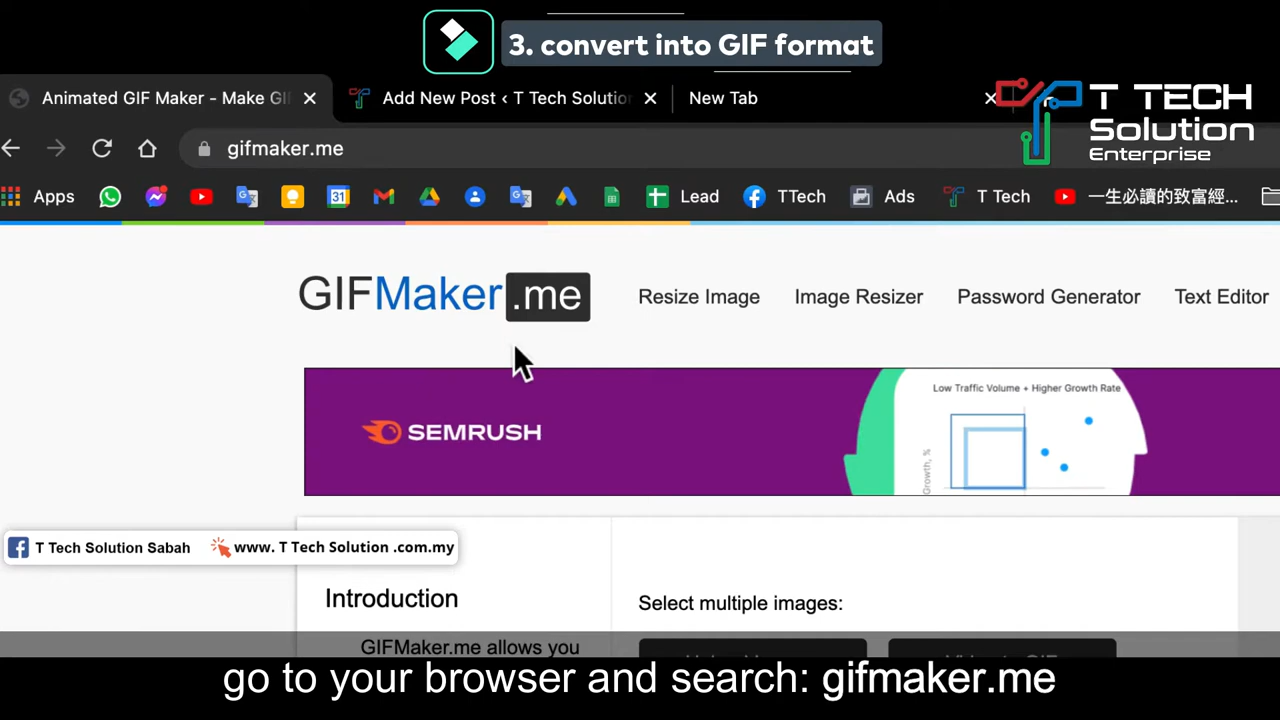 3. convert into GIF format
Animated GIF Maker - Make GI
Add New Post ‹ T Tech Solution
New Tab
T TECH
Solution
Enterprise
gifmaker.me
Apps
31
Lead
TTech
Ads
T Tech
一生必讀的致富經...
GIFMaker.me
Resize Image
Image Resizer
Password Generator
Text Editor
SEMRUSH
Low Traffic Volume + Higher Growth Rate
Growth, %
T Tech Solution Sabah
www. T Tech Solution .com.my
Introduction
Select multiple images:
GIFMaker.me allows you
go to your browser and search: gifmaker.me